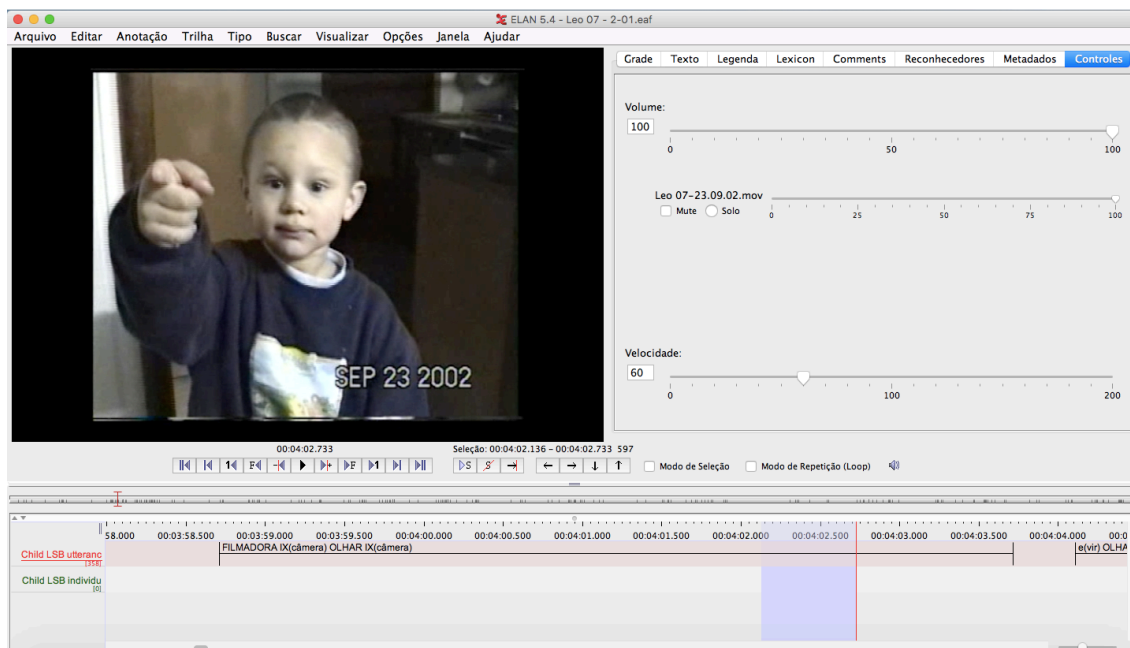 ELAN 5.4 - Leo 07 - 2-01.eaf
Arquivo Editar Anotação Trilha Tipo Buscar Visualizar Opções Janela Ajudar
Grade Texto Legenda Lexicon Comments Reconhecedores Metadados Controles
Volume:
100
0 50 100
Leo 07-23.09.02.mov
Mute Solo
0 25 50 75 100
SEP 23 2002
Velocidade:
60
0 100 200
00:04:02.733 Seleção: 00:04:02.136 - 00:04:02.733 597
Modo de Seleção Modo de Repetição (Loop)
58.000 00:03:58.500 00:03:59.000 00:03:59.500 00:04:00.000 00:04:00.500 00:04:01.000 00:04:01.500 00:04:02.000 00:04:02.500 00:04:03.000 00:04:03.500 00:04:04.000 00:0
Child LSB utteranc
[358]
FILMADORA IX(câmera) OLHAR IX(câmera)
e(vir) OLHA
Child LSB individu
[0]